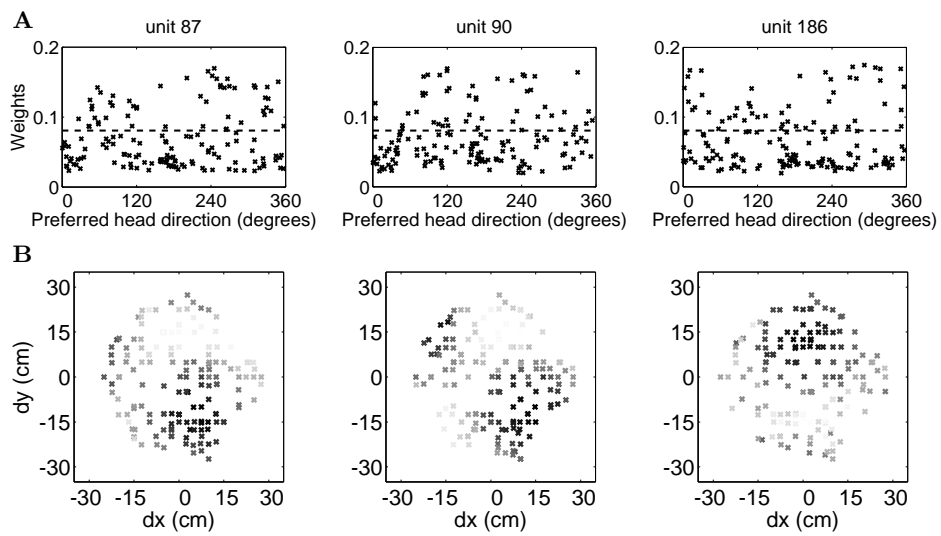 A
unit 87
unit 90
unit 186
Weights
0.2
0.1
0
0 120 240 360
Preferred head direction (degrees)
0.2
0.1
0
0 120 240 360
Preferred head direction (degrees)
0.2
0.1
0
0 120 240 360
Preferred head direction (degrees)
B
dy (cm)
30
15
0
-15
-30
-30 -15 0 15 30
dx (cm)
30
15
0
-15
-30
-30 -15 0 15 30
dx (cm)
30
15
0
-15
-30
-30 -15 0 15 30
dx (cm)